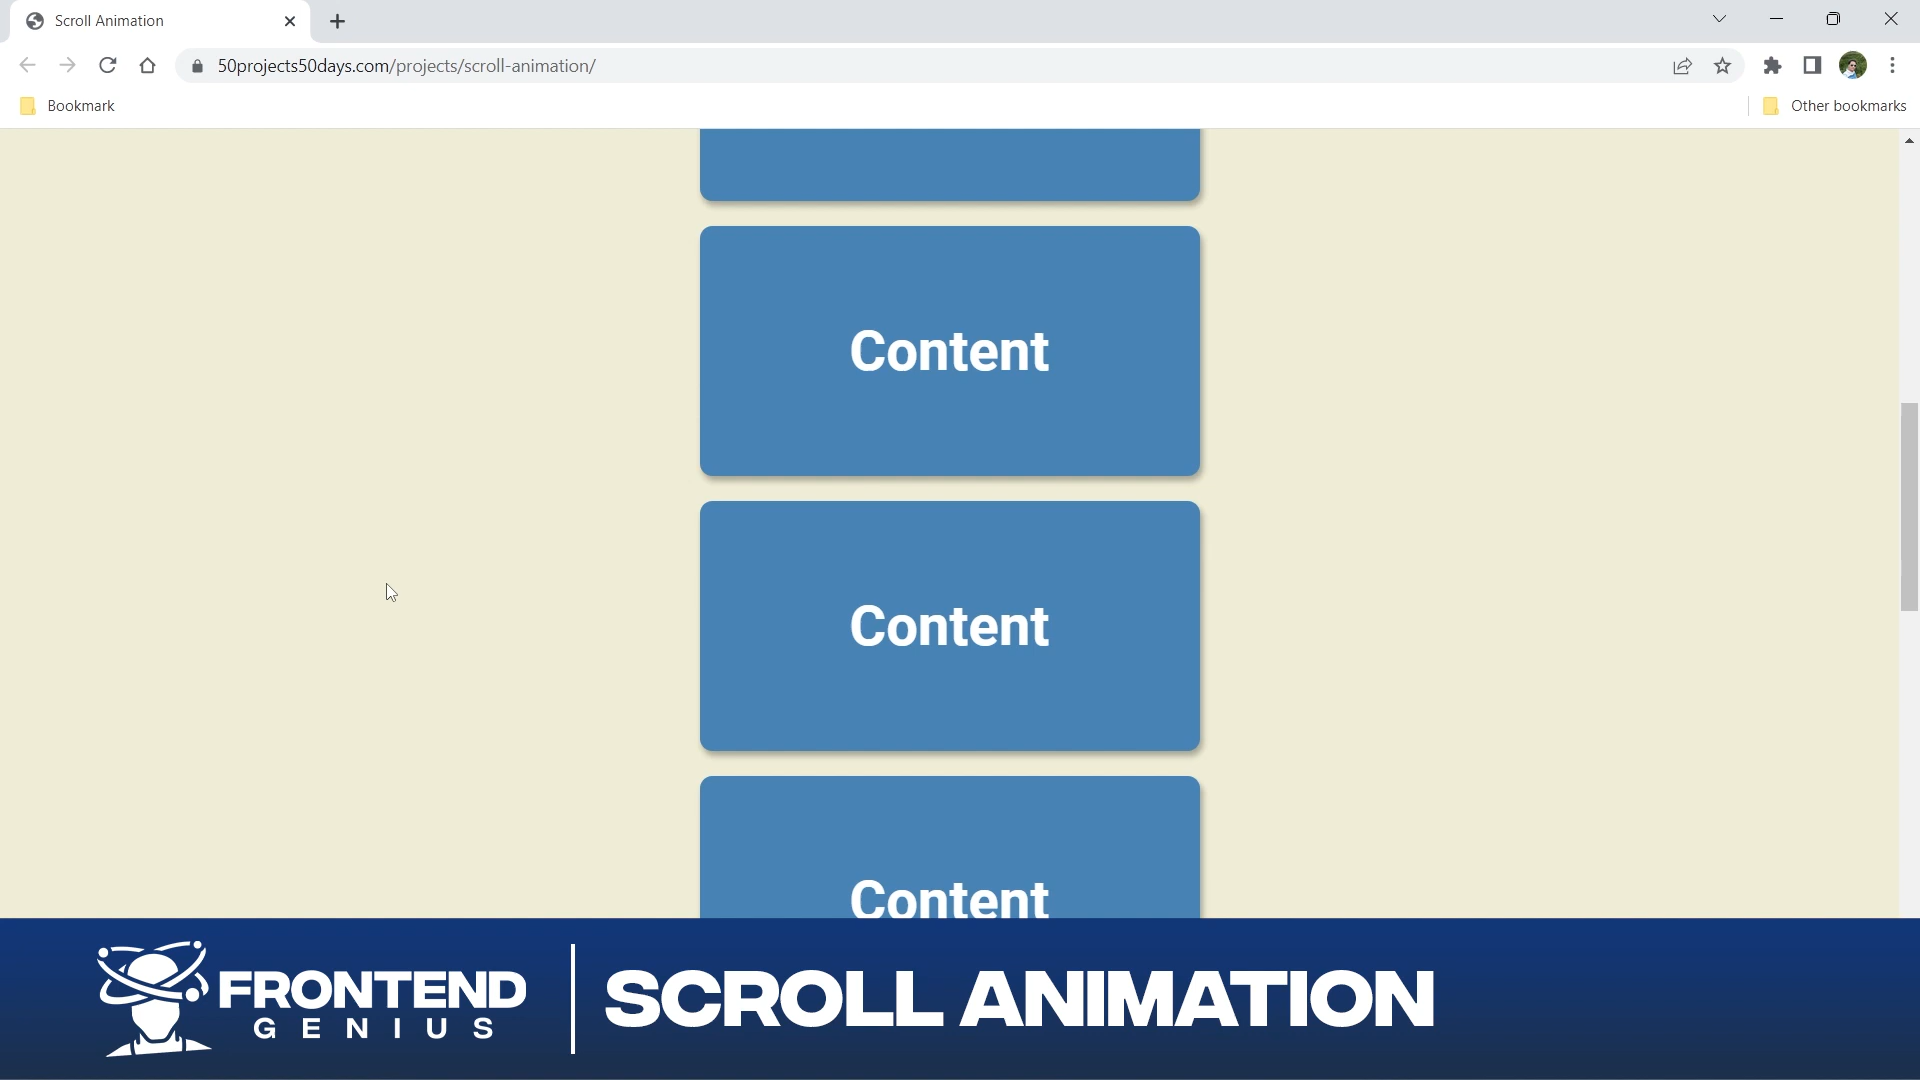 Scroll Animation
50projects50days.com/projects/scroll-animation/
Bookmark
Other bookmarks
Content
Content
Content
FRONTEND
GENIUS
SCROLL ANIMATION